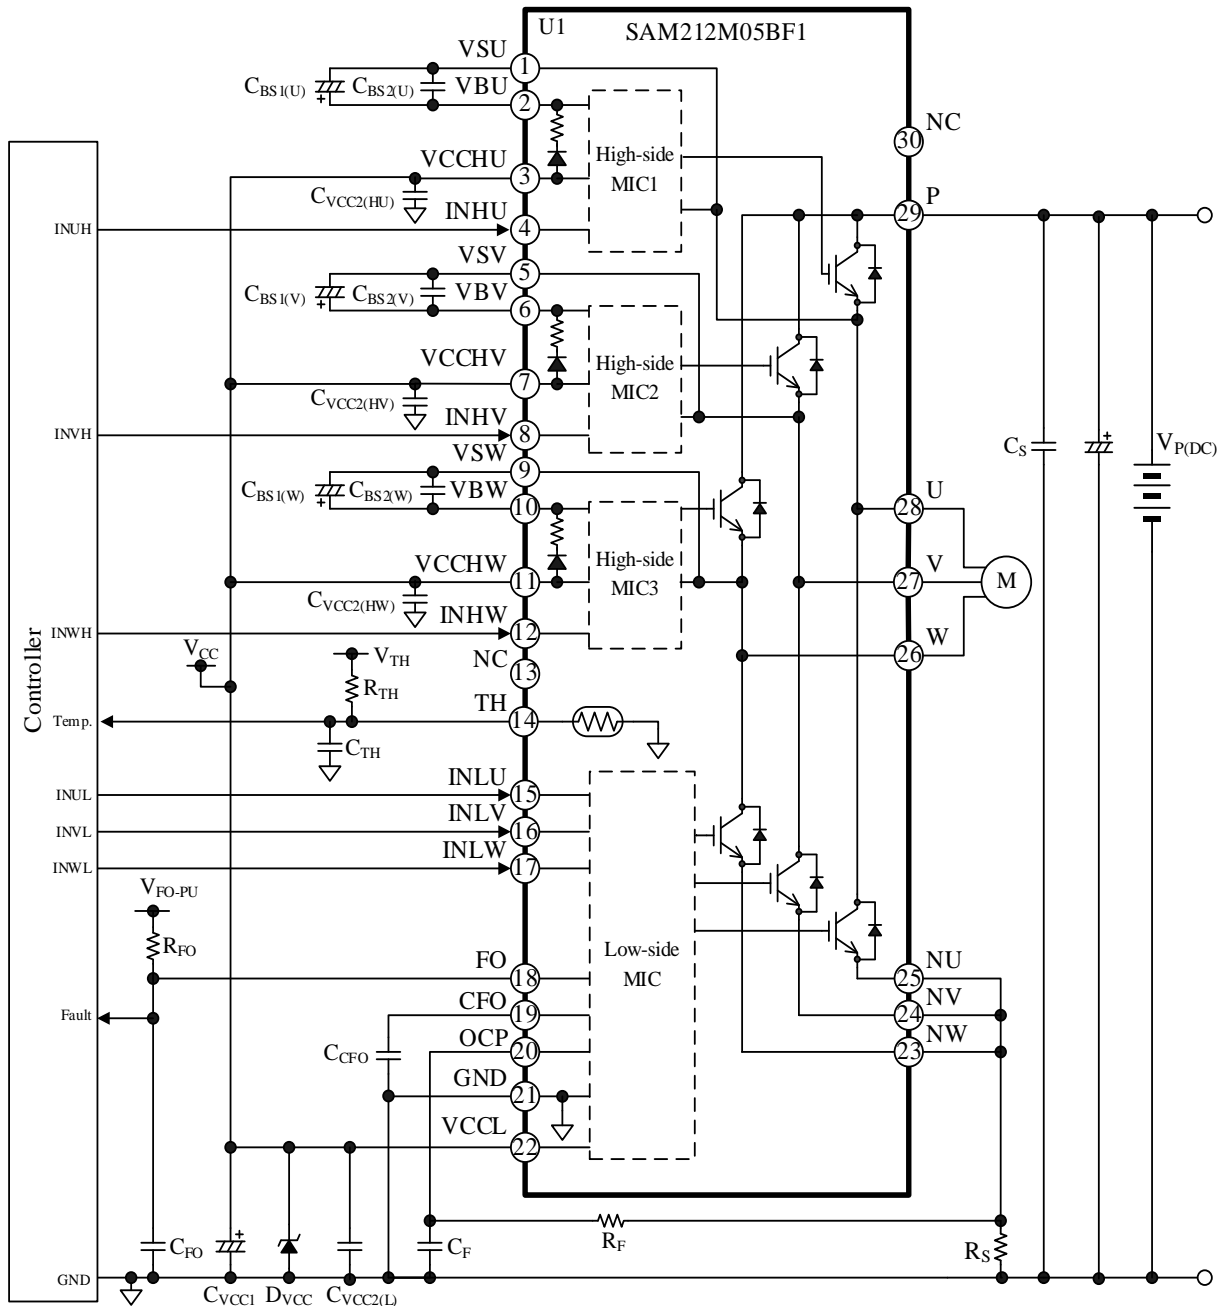 U1
SAM212M05BF1
VSU
1
CBS1(U)
CBS2(U)
VBU
2
NC
30
High-side
MIC1
VCCHU
3
CVCC2(HU)
P
29
INUH
INHU
4
VSV
5
CBS1(V)
CBS2(V)
VBV
6
VCCHV
7
High-side
MIC2
CVCC2(HV)
INVH
INHV
8
VSW
9
CS
VP(DC)
CBS1(W)
CBS2(W)
VBW
10
U
28
VCCHW
11
High-side
MIC3
V
27
M
CVCC2(HW)
INWH
INHW
12
W
26
Controller
VCC
VTH
NC
13
RTH
Temp.
TH
14
CTH
INUL
INLU
15
INVL
INLV
16
INWL
INLW
17
VFO-PU
RFO
FO
18
Low-side
MIC
NU
25
Fault
CFO
19
NV
24
OCP
20
NW
23
CCFO
GND
21
VCCL
22
CFO
CF
RF
RS
GND
CVCC1
DVCC
CVCC2(L)